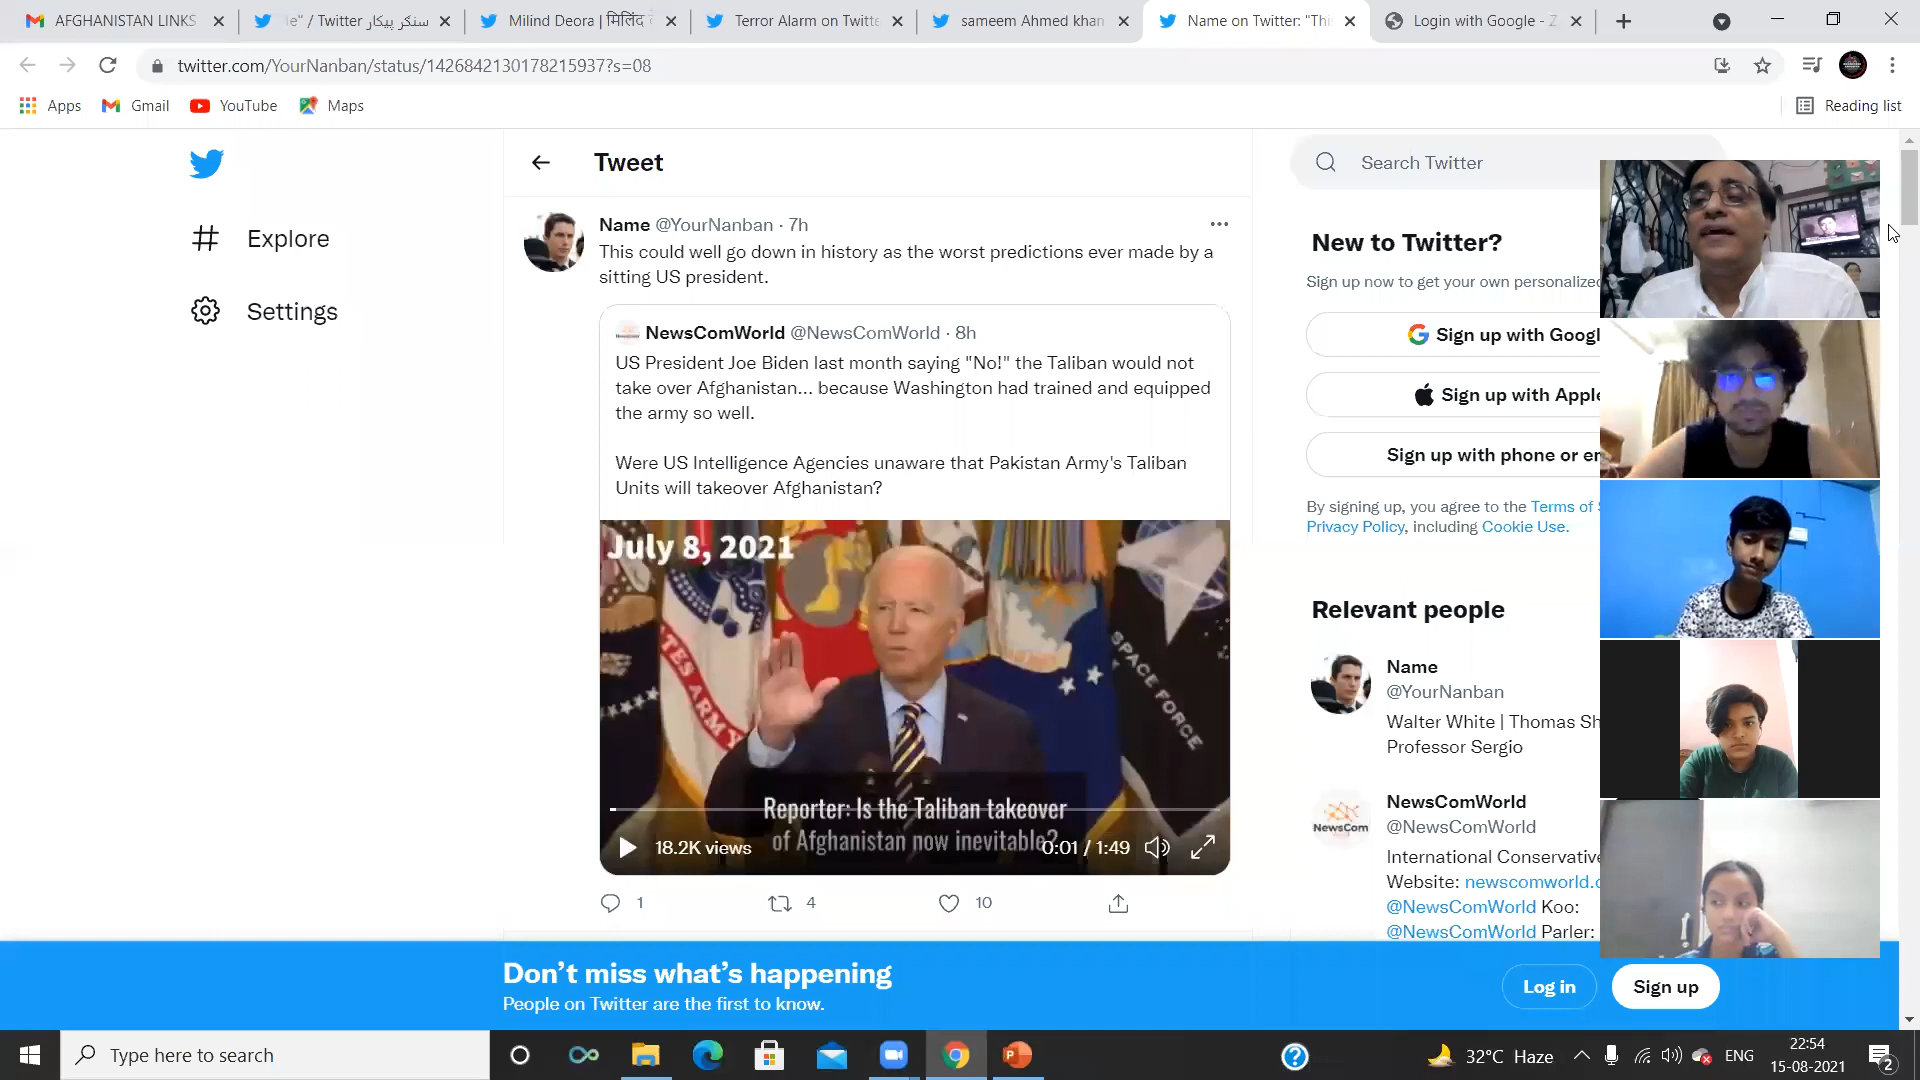 AFGHANISTAN LINKS
سنگر پیکار le" / Twitter
Milind Deora | मिलिंद
Terror Alarm on Twitte
sameem Ahmed khan
Name on Twitter: "Thi
Login with Google - Z
twitter.com/YourNanban/status/1426842130178215937?s=08
Apps
Gmail
YouTube
Maps
Reading list
Tweet
Search Twitter
Explore
Settings
Name @YourNanban · 7h
This could well go down in history as the worst predictions ever made by a
sitting US president.
NewsComWorld @NewsComWorld · 8h
US President Joe Biden last month saying "No!" the Taliban would not
take over Afghanistan... because Washington had trained and equipped
the army so well.
Were US Intelligence Agencies unaware that Pakistan Army's Taliban
Units will takeover Afghanistan?
July 8, 2021
TES ARMY
SPACE FORCE
Reporter: Is the Taliban takeover
of Afghanistan now inevitable?
18.2K views
0:01 / 1:49
1
4
10
New to Twitter?
Sign up now to get your own personalized
Sign up with Googl
Sign up with Apple
Sign up with phone or em
By signing up, you agree to the Terms of S
Privacy Policy, including Cookie Use.
Relevant people
Name
@YourNanban
Walter White | Thomas Sh
Professor Sergio
NewsCom
NewsComWorld
@NewsComWorld
International Conservative
Website: newscomworld.c
@NewsComWorld Koo:
@NewsComWorld Parler:
Don't miss what's happening
People on Twitter are the first to know.
Log in
Sign up
Type here to search
32°C Haze
ENG
22:54
15-08-2021
2